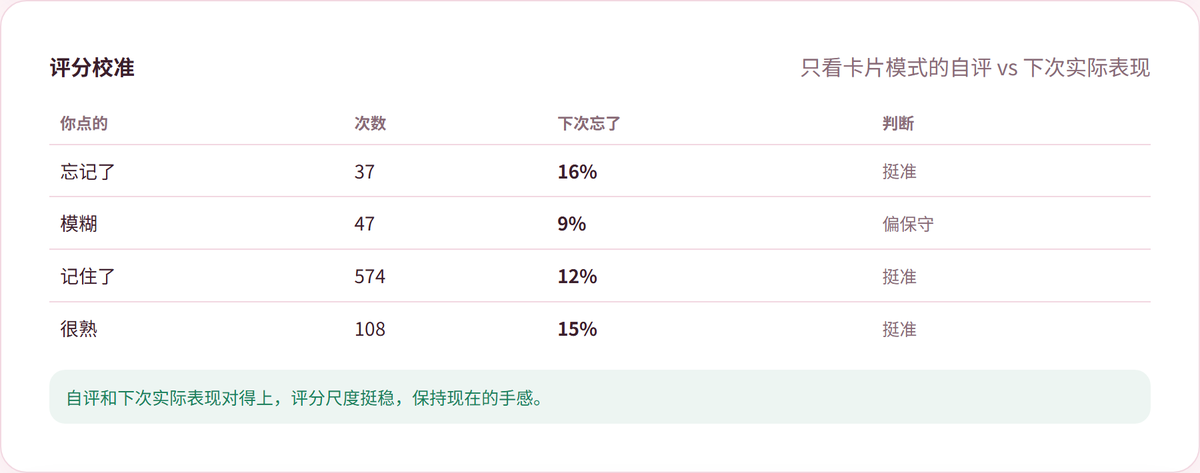 评分校准 只看卡片模式的自评 vs 下次实际表现
你点的 次数 下次忘了 判断
忘记了 37 16% 挺准
模糊 47 9% 偏保守
记住了 574 12% 挺准
很熟 108 15% 挺准
自评和下次实际表现对得上，评分尺度挺稳，保持现在的手感。